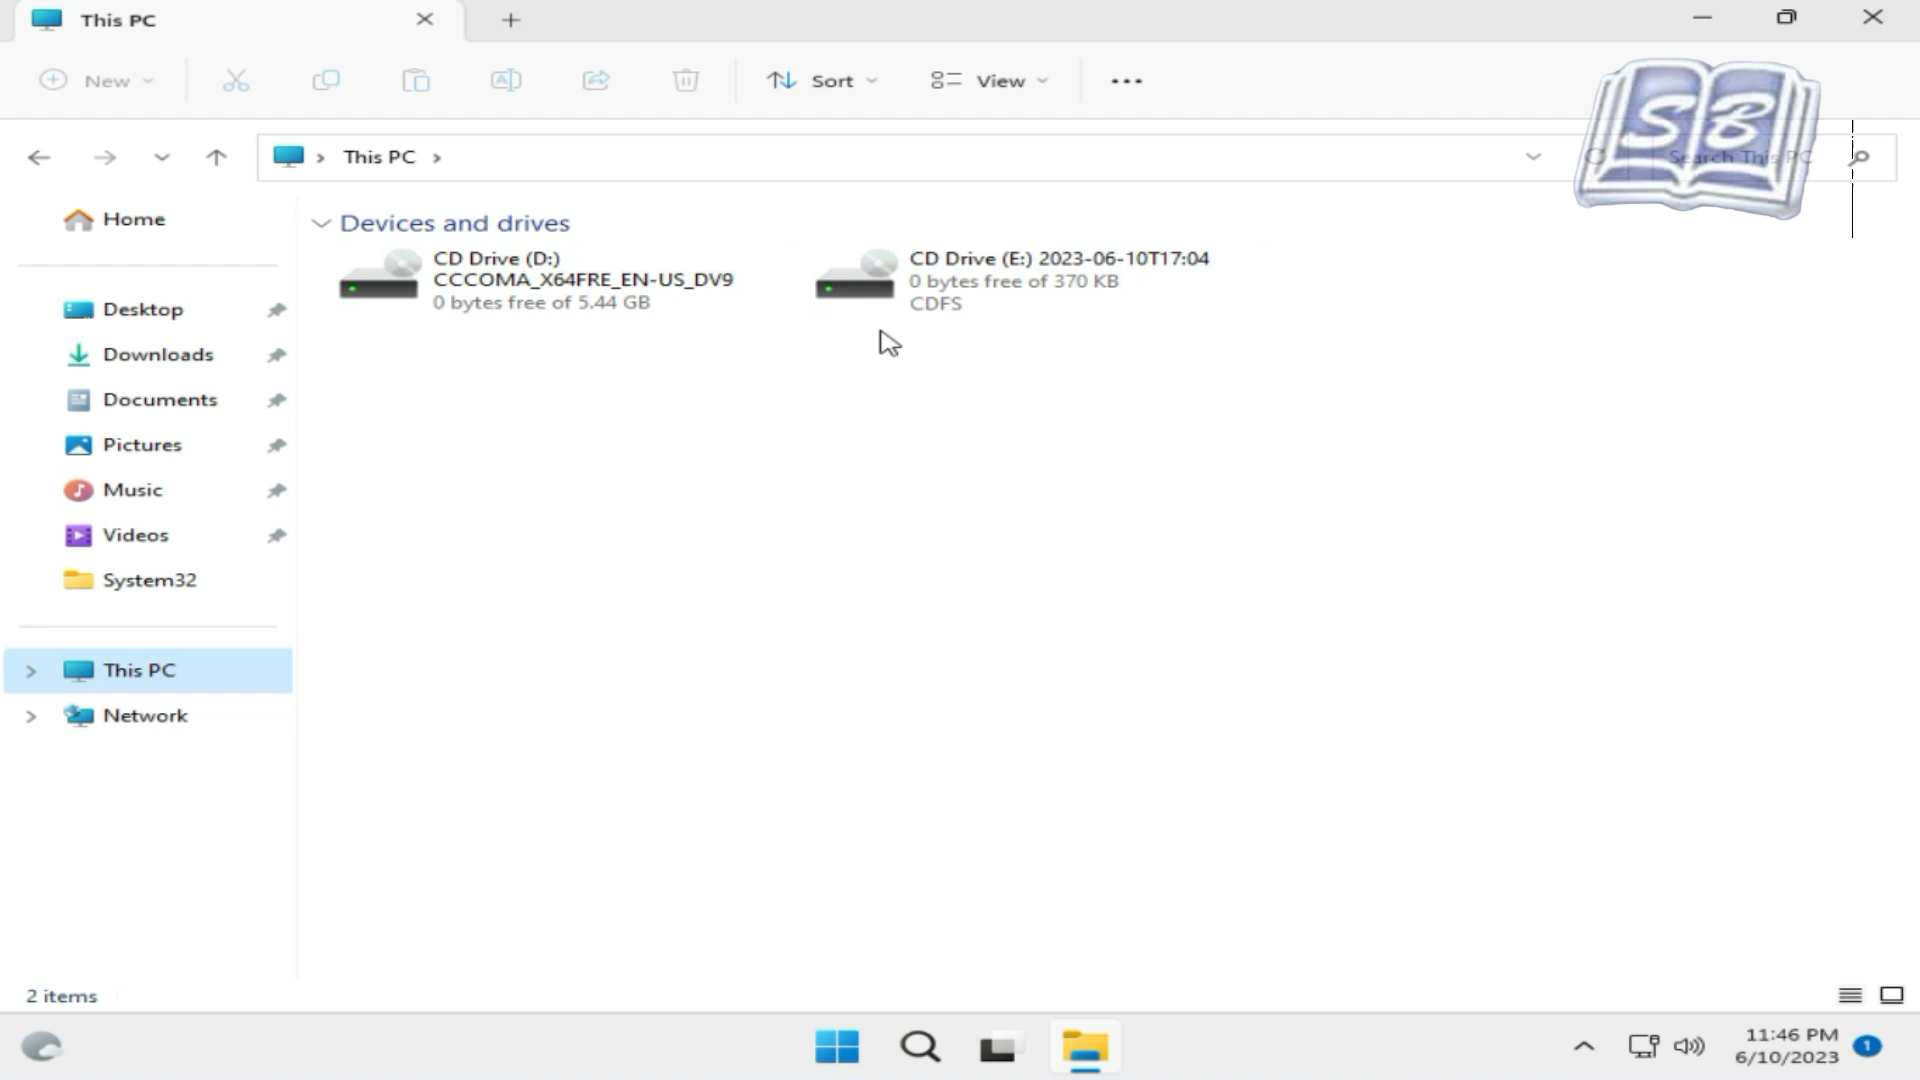 This PC
New
Sort
View
This PC
Search This PC
SB
Home
Desktop
Downloads
Documents
Pictures
Music
Videos
System32
This PC
Network
Devices and drives
CD Drive (D:)
CCCOMA_X64FRE_EN-US_DV9
0 bytes free of 5.44 GB
CD Drive (E:) 2023-06-10T17:04
0 bytes free of 370 KB
CDFS
2 items
11:46 PM
6/10/2023
1